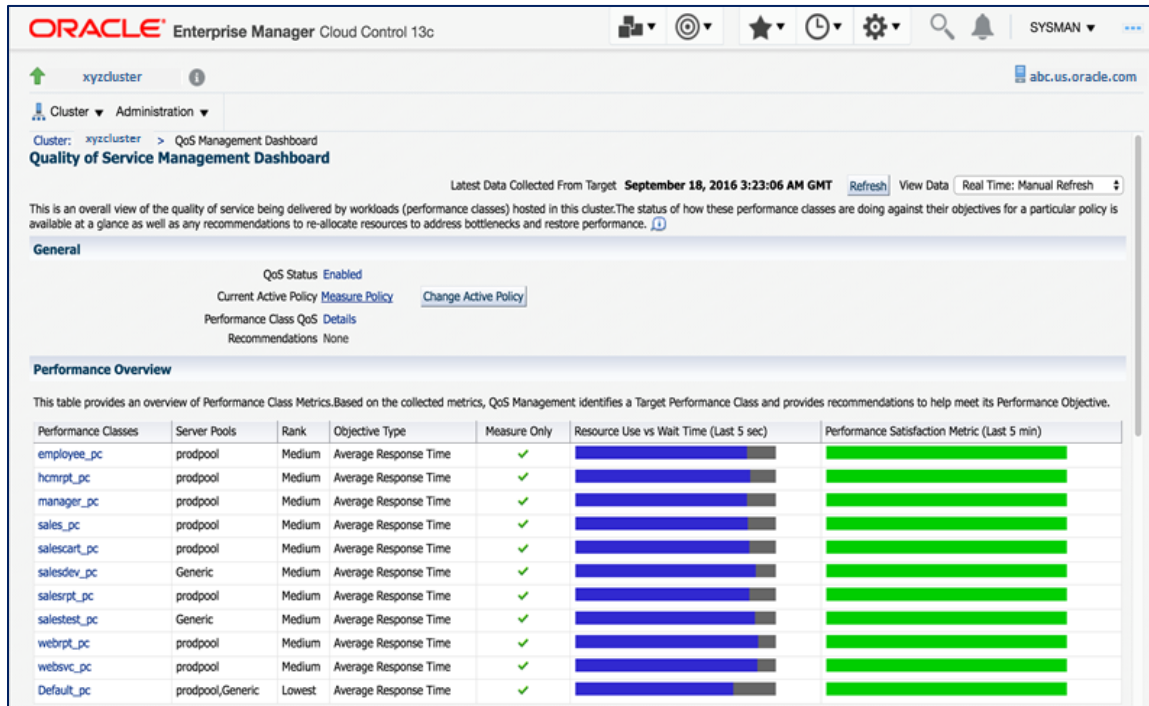 ORACLE® Enterprise Manager Cloud Control 13c SYSMAN
xyzcluster abc.us.oracle.com
Cluster Administration
Cluster: xyzcluster > QoS Management Dashboard
Quality of Service Management Dashboard
Latest Data Collected From Target September 18, 2016 3:23:06 AM GMT Refresh View Data Real Time: Manual Refresh
This is an overall view of the quality of service being delivered by workloads (performance classes) hosted in this cluster.The status of how these performance classes are doing against their objectives for a particular policy is
available at a glance as well as any recommendations to re-allocate resources to address bottlenecks and restore performance.
General
QoS Status Enabled
Current Active Policy Measure Policy Change Active Policy
Performance Class QoS Details
Recommendations None
Performance Overview
This table provides an overview of Performance Class Metrics.Based on the collected metrics, QoS Management identifies a Target Performance Class and provides recommendations to help meet its Performance Objective.
Performance Classes Server Pools Rank Objective Type Measure Only Resource Use vs Wait Time (Last 5 sec) Performance Satisfaction Metric (Last 5 min)
employee_pc prodpool Medium Average Response Time
hcmrpt_pc prodpool Medium Average Response Time
manager_pc prodpool Medium Average Response Time
sales_pc prodpool Medium Average Response Time
salescart_pc prodpool Medium Average Response Time
salesdev_pc Generic Medium Average Response Time
salesrpt_pc prodpool Medium Average Response Time
salestest_pc Generic Medium Average Response Time
webrpt_pc prodpool Medium Average Response Time
websvc_pc prodpool Medium Average Response Time
Default_pc prodpool,Generic Lowest Average Response Time